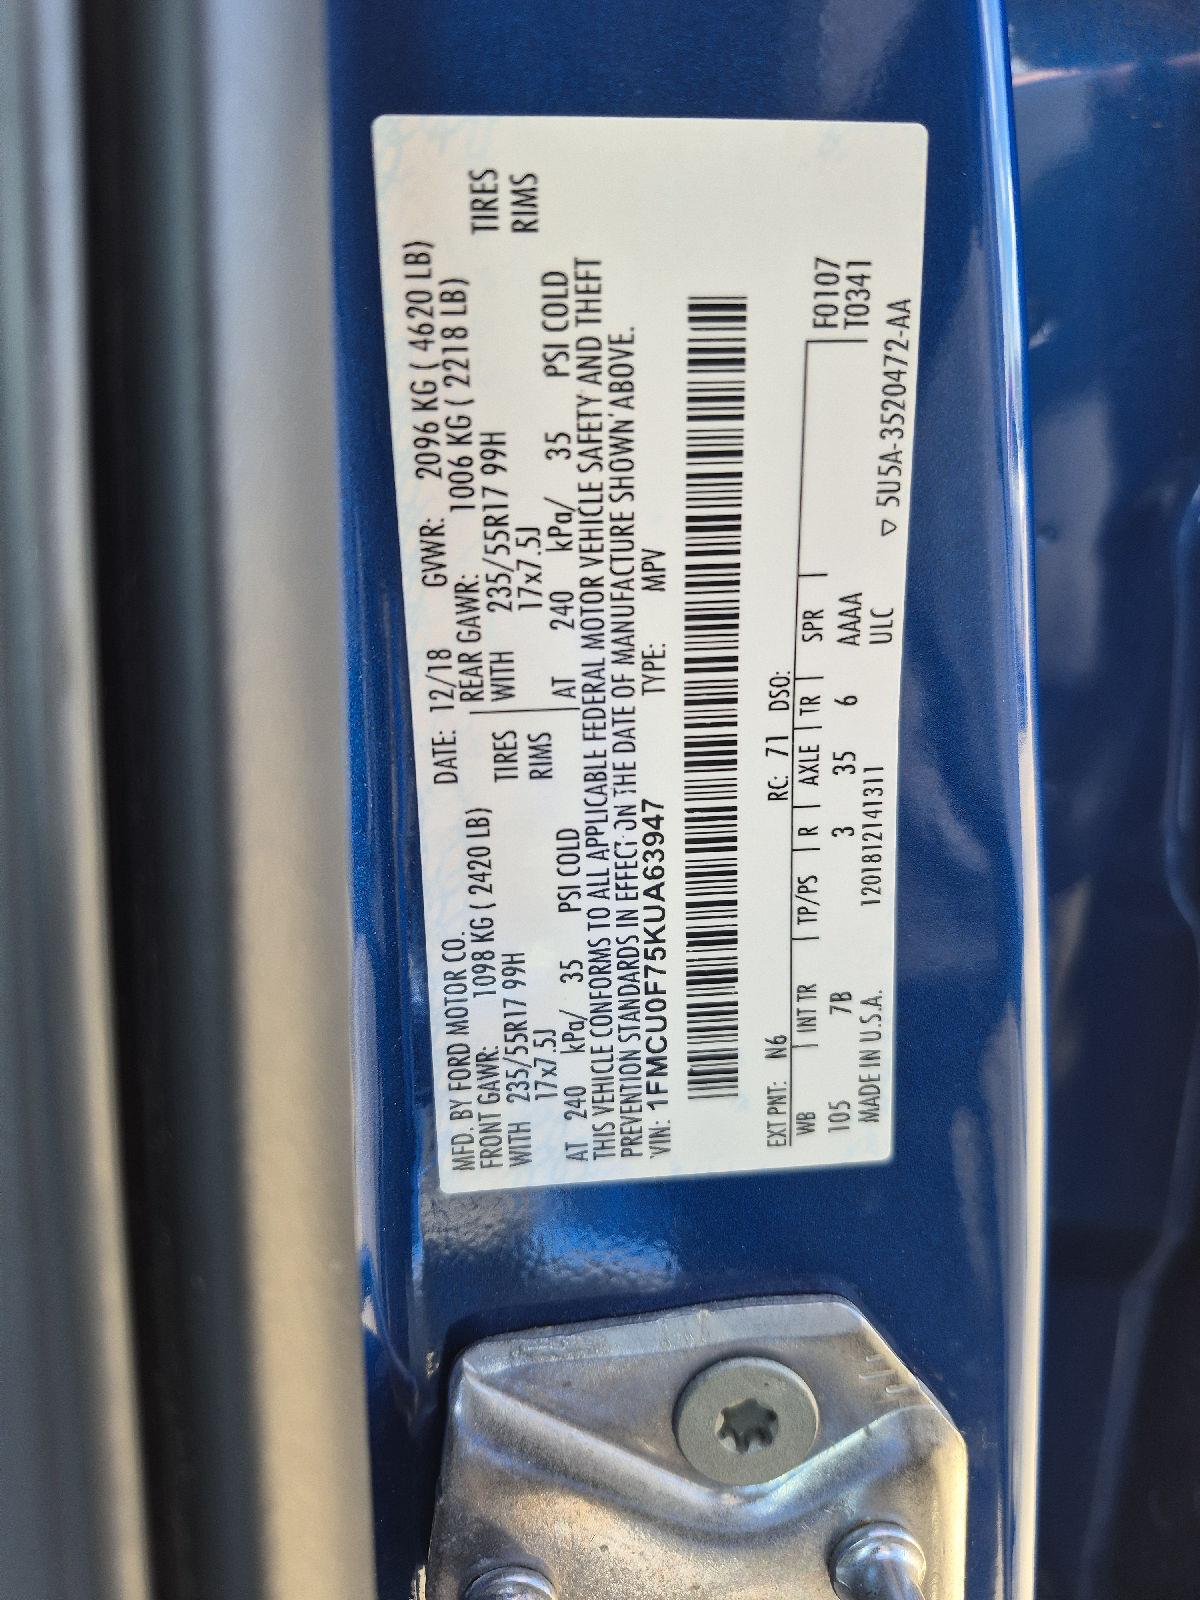 MFD. BY FORD MOTOR CO. DATE: 12/18 GVWR: 2096 KG ( 4620 LB)
FRONT GAWR: 1098 KG ( 2420 LB) REAR GAWR: 1006 KG ( 2218 LB)
WITH 235/55R17 99H TIRES WITH 235/55R17 99H TIRES
17x7.5J RIMS 17x7.5J RIMS
AT 240 kPa/ 35 PSI COLD AT 240 kPa/ 35 PSI COLD
THIS VEHICLE CONFORMS TO ALL APPLICABLE FEDERAL MOTOR VEHICLE SAFETY AND THEFT
PREVENTION STANDARDS IN EFFECT ON THE DATE OF MANUFACTURE SHOWN ABOVE.
VIN: 1FMCU0F75KUA63947 TYPE: MPV
EXT PNT: N6 RC: 71 DSO:
WB INT TR TP/PS R AXLE TR SPR F0107
105 7B 3 35 6 AAAA T0341
MADE IN U.S.A. 120181214131​1 ULC
▽ 5U5A-3520472-AA